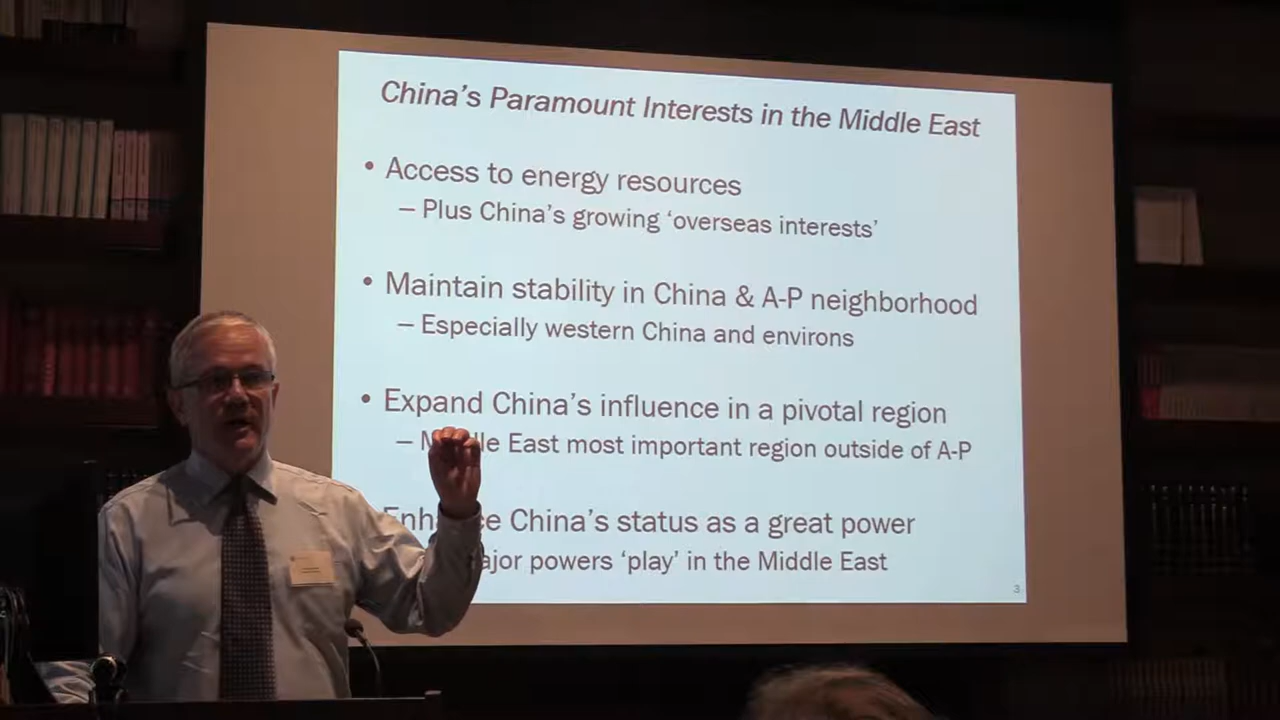 China's Paramount Interests in the Middle East
• Access to energy resources
– Plus China's growing 'overseas interests'
• Maintain stability in China & A-P neighborhood
– Especially western China and environs
• Expand China's influence in a pivotal region
– East most important region outside of A-P
China's status as a great power
powers 'play' in the Middle East
3